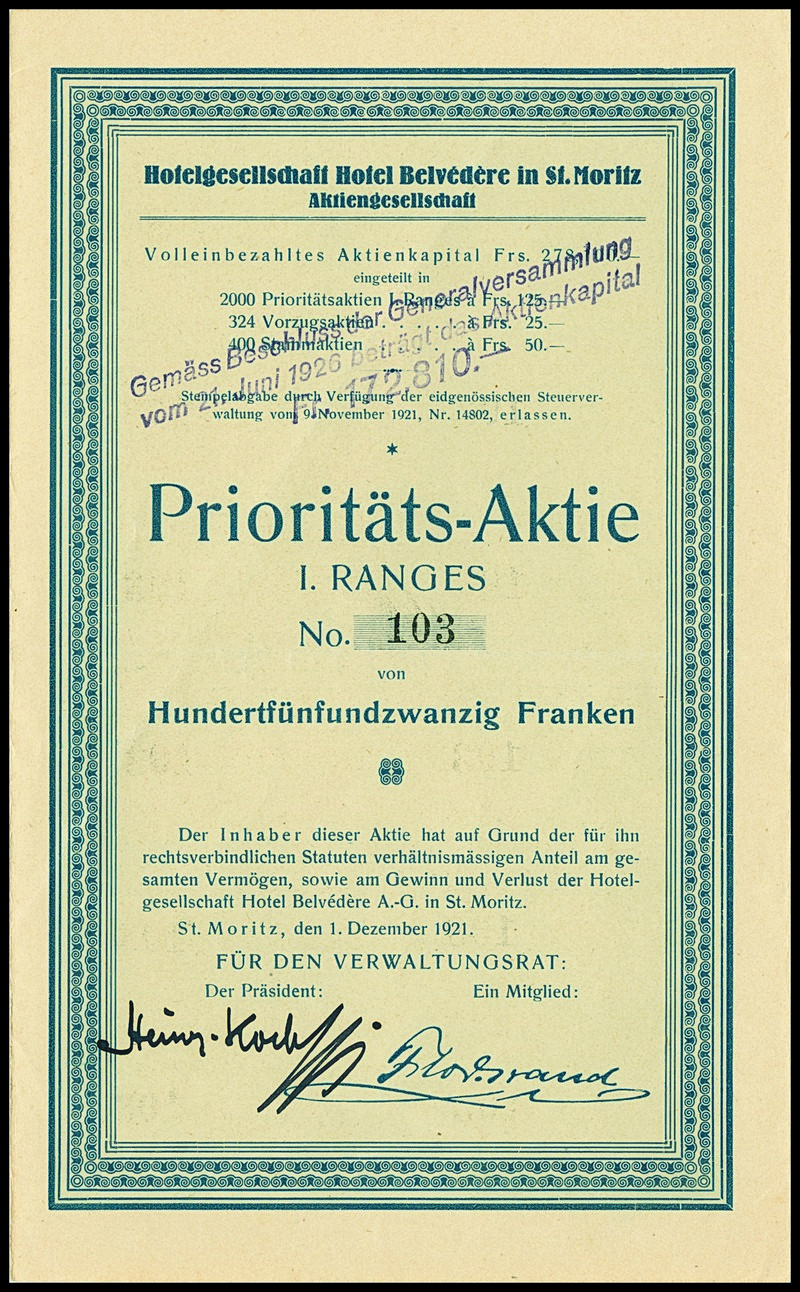 Hotelgesellschaft Hotel Belvédère in St. Moritz
Aktiengesellschaft
Volleinbezahltes Aktienkapital Frs.
eingeteilt in
2000 Prioritätsaktien I. Ranges à Frs. 125.—
324 Vorzugsaktien . . . . . à Frs. 25.—
400 Stammaktien . . . . . à Frs. 50.—
Gemäss Beschluss der Generalversammlung
vom 21. Juni 1926 beträgt das Aktienkapital
Fr. 172,810.—
Stempelabgabe durch Verfügung der eidgenössischen Steuerver-
waltung vom 9. November 1921, Nr. 14802, erlassen.
Prioritäts-Aktie
I. RANGES
No. 103
von
Hundertfünfundzwanzig Franken
Der Inhaber dieser Aktie hat auf Grund der für ihn
rechtsverbindlichen Statuten verhältnismässigen Anteil am ge-
samten Vermögen, sowie am Gewinn und Verlust der Hotel-
gesellschaft Hotel Belvédère A.-G. in St. Moritz.
St. Moritz, den 1. Dezember 1921.
FÜR DEN VERWALTUNGSRAT:
Der Präsident: Ein Mitglied: